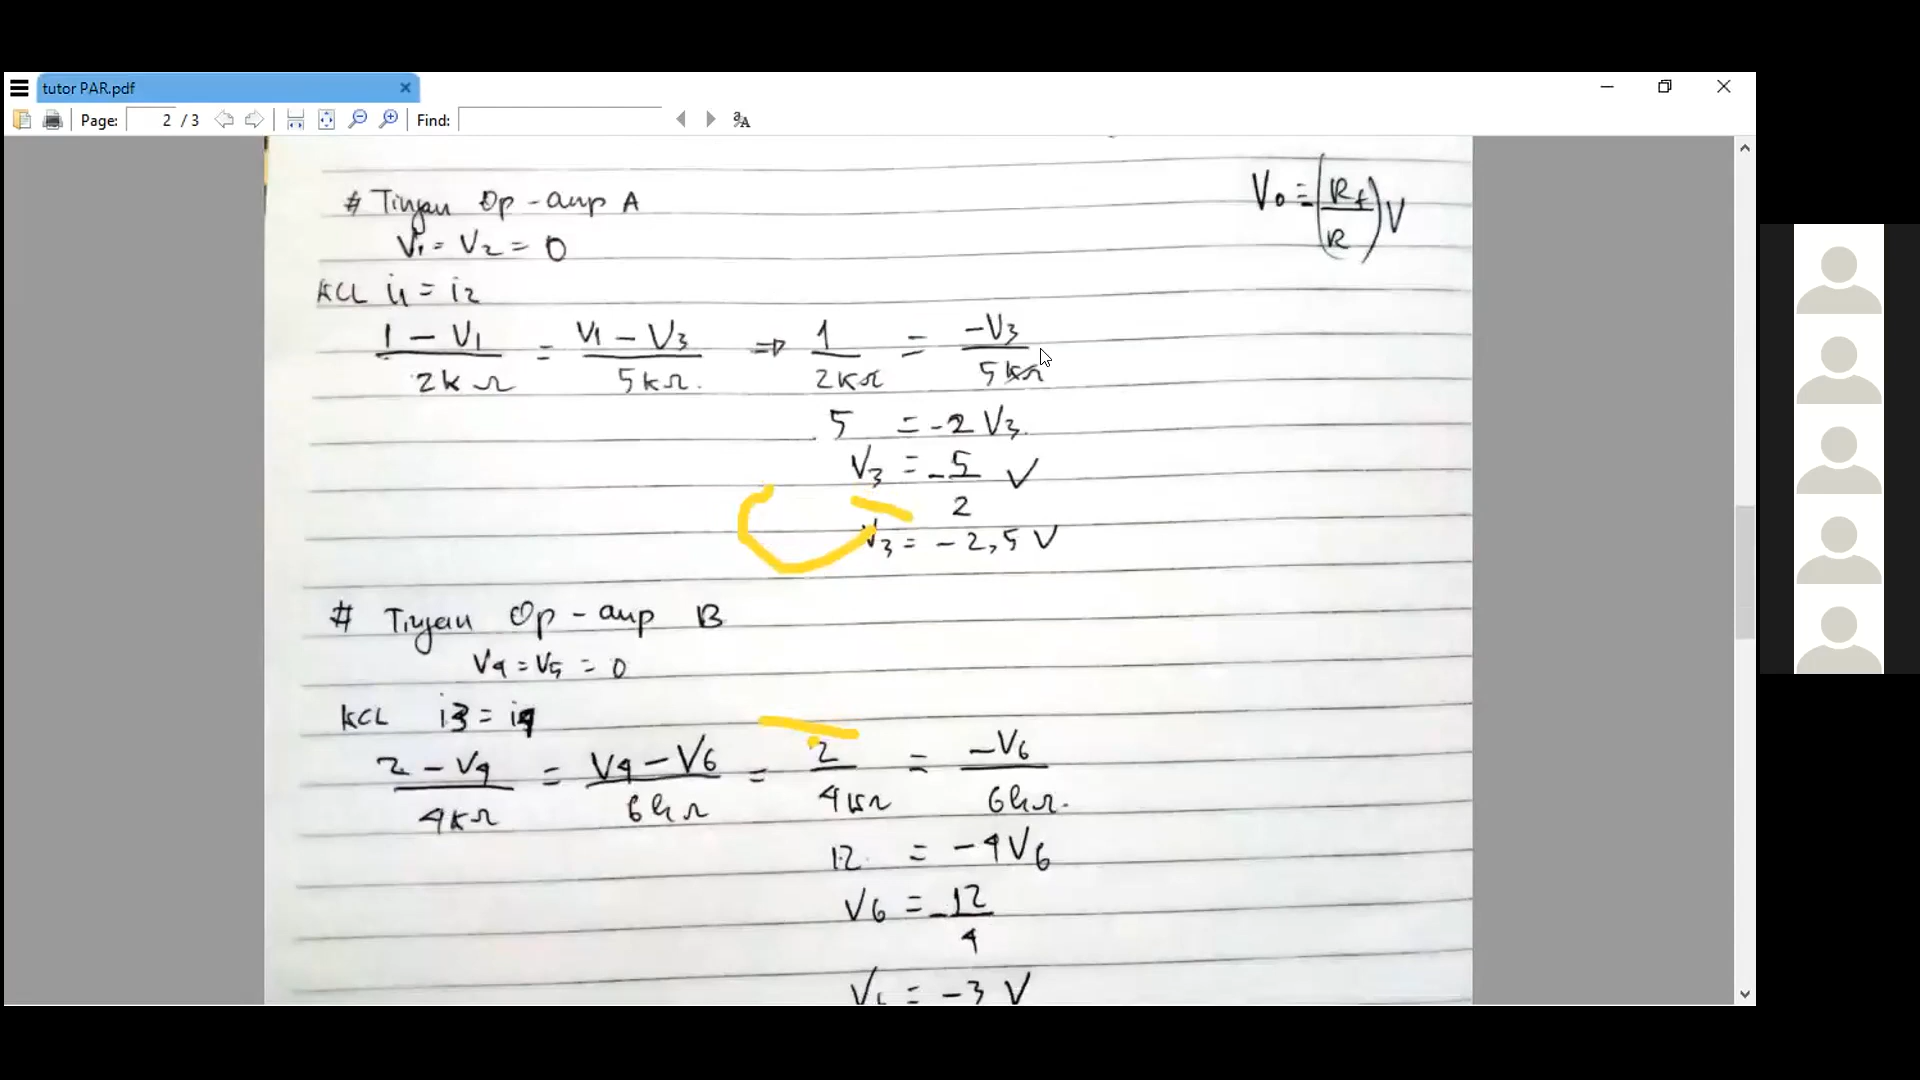 tutor PAR.pdf
Page: 2 / 3 Find:
# Tinjau Op-amp A
V1 = V2 = 0
KCL i1 = i2
1 - V1 / 2kΩ = V1 - V3 / 5kΩ. ⇒ 1 / 2kΩ = -V3 / 5kΩ
5 = -2 V3
V3 = -5/2 V
V3 = -2,5 V
Vo = (Rf / R) V
# Tinjau Op-amp B
V4 = V5 = 0
KCL i3 = i4
2 - V4 / 4kΩ = V4 - V6 / 6kΩ = 2 / 4kΩ = -V6 / 6kΩ.
12 = -4V6
V6 = -12/4
V6 = -3 V